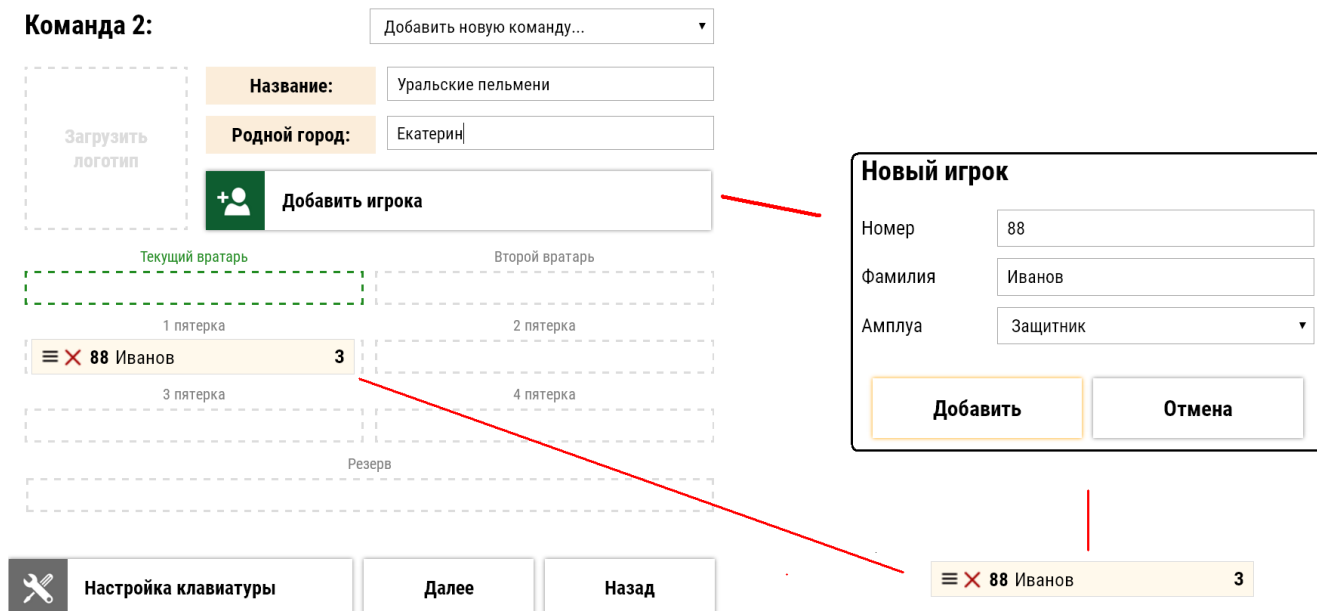 Команда 2:
Добавить новую команду...
Название:
Уральские пельмени
Загрузить
логотип
Родной город:
Екатерин
Добавить игрока
Текущий вратарь
Второй вратарь
1 пятерка
2 пятерка
88 Иванов 3
3 пятерка
4 пятерка
Резерв
Настройка клавиатуры
Далее
Назад
Новый игрок
Номер
88
Фамилия
Иванов
Амплуа
Защитник
Добавить
Отмена
88 Иванов 3